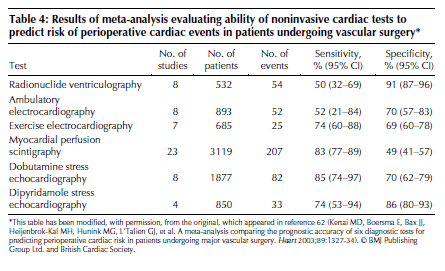 Table 4: Results of meta-analysis evaluating ability of noninvasive cardiac tests to
predict risk of perioperative cardiac events in patients undergoing vascular surgery*
Test No. of studies No. of patients No. of events Sensitivity, % (95% CI) Specificity, % (95% CI)
Radionuclide ventriculography 8 532 54 50 (32–69) 91 (87–96)
Ambulatory
electrocardiography 8 893 52 52 (21–84) 70 (57–83)
Exercise electrocardiography 7 685 25 74 (60–88) 69 (60–78)
Myocardial perfusion
scintigraphy 23 3119 207 83 (77–89) 49 (41–57)
Dobutamine stress
echocardiography 8 1877 82 85 (74–97) 70 (62–79)
Dipyridamole stress
echocardiography 4 850 33 74 (53–94) 86 (80–93)
*This table has been modified, with permission, from the original, which appeared in reference 62 (Kertai MD, Boersma E, Bax JJ,
Heijenbrok-Kal MH, Hunink MG, L'Talien GJ, et al. A meta-analysis comparing the prognostic accuracy of six diagnostic tests for
predicting perioperative cardiac risk in patients undergoing major vascular surgery. Heart 2003;89:1327-34). © BMJ Publishing
Group Ltd. and British Cardiac Society.